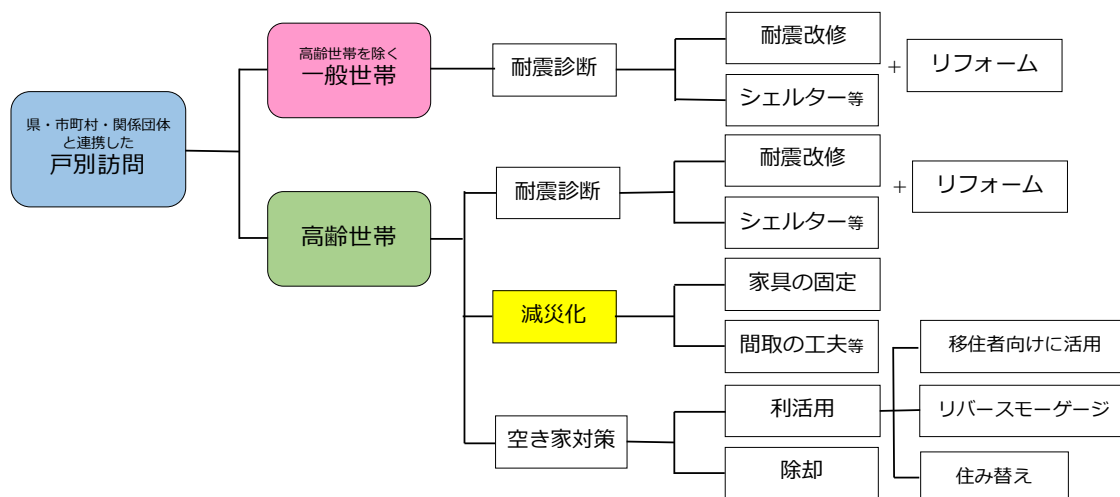 県・市町村・関係団体
と連携した
戸別訪問
高齢世帯を除く
一般世帯
耐震診断
耐震改修
シェルター等
+
リフォーム
高齢世帯
耐震診断
耐震改修
シェルター等
+
リフォーム
減災化
家具の固定
間取の工夫等
空き家対策
利活用
除却
移住者向けに活用
リバースモーゲージ
住み替え